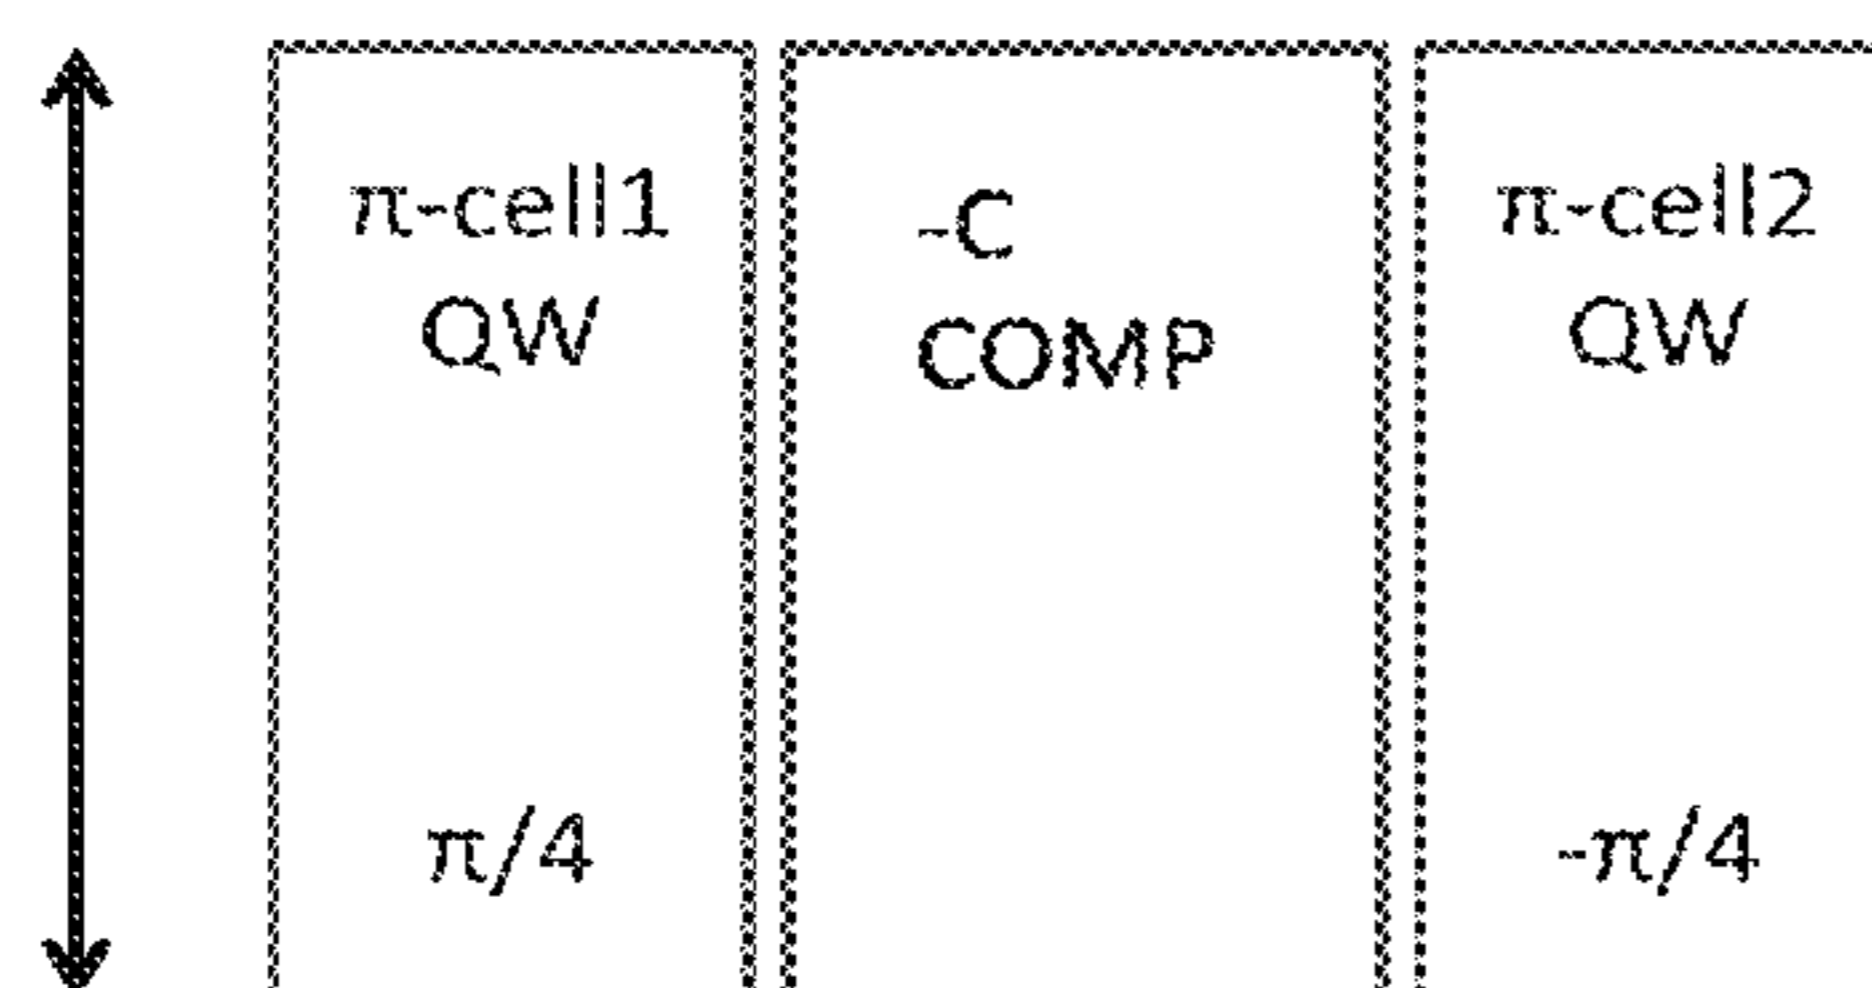 π-cell1
QW
π/4
-C
COMP
π-cell2
QW
-π/4